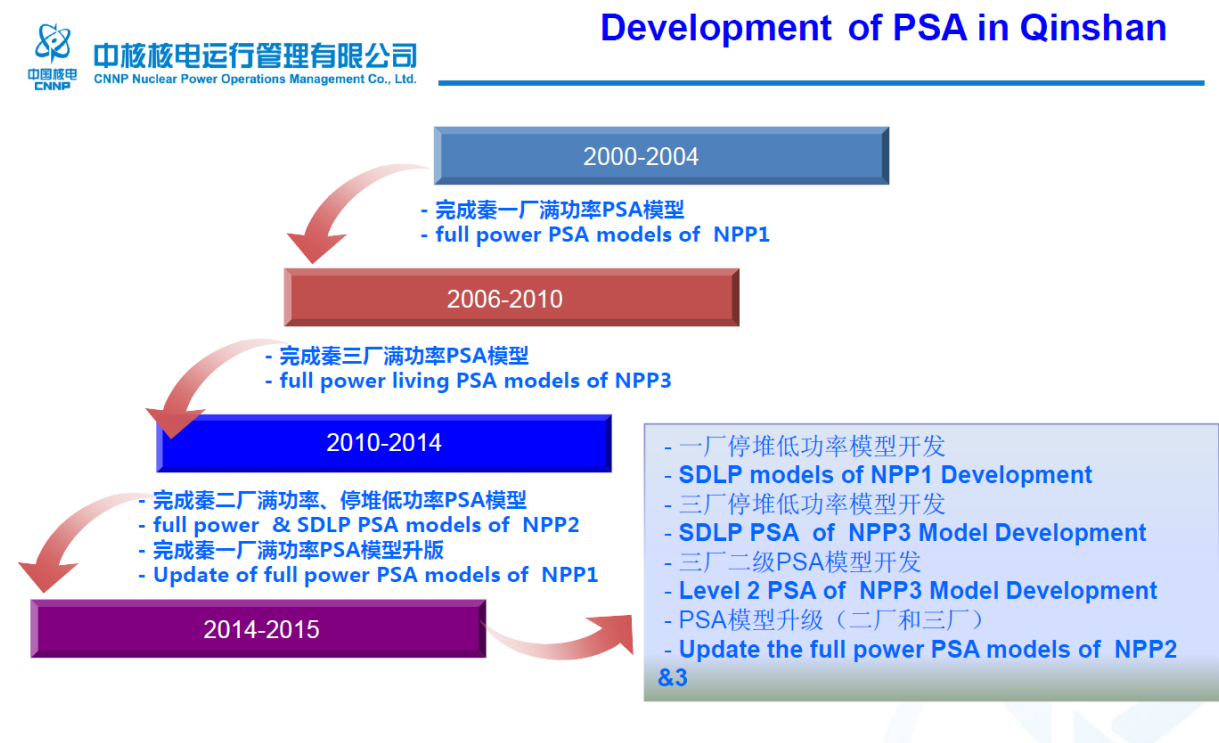 Development of PSA in Qinshan
中国核电
CNNP
中核核电运行管理有限公司
CNNP Nuclear Power Operations Management Co., Ltd.
2000-2004
- 完成秦一厂满功率PSA模型
- full power PSA models of NPP1
2006-2010
- 完成秦三厂满功率PSA模型
- full power living PSA models of NPP3
2010-2014
- 完成秦二厂满功率、停堆低功率PSA模型
- full power & SDLP PSA models of NPP2
- 完成秦一厂满功率PSA模型升版
- Update of full power PSA models of NPP1
2014-2015
- 一厂停堆低功率模型开发
- SDLP models of NPP1 Development
- 三厂停堆低功率模型开发
- SDLP PSA of NPP3 Model Development
- 三厂二级PSA模型开发
- Level 2 PSA of NPP3 Model Development
- PSA模型升级（二厂和三厂）
- Update the full power PSA models of NPP2
&3